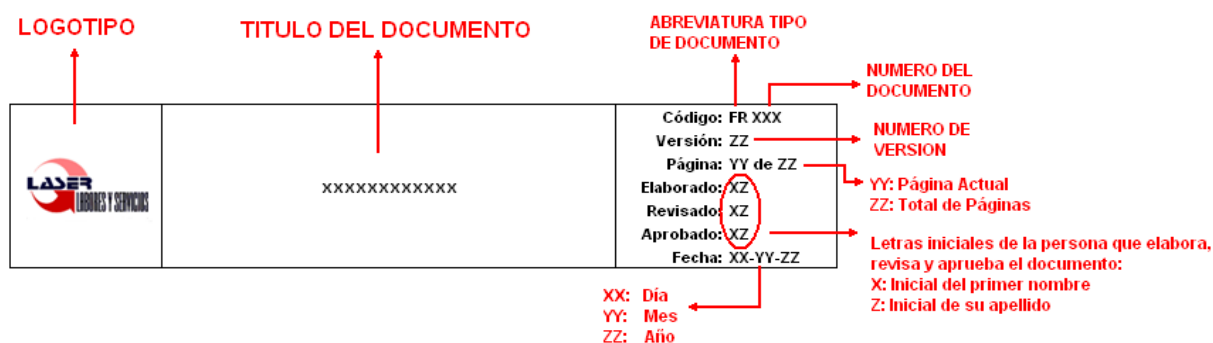 LOGOTIPO
TITULO DEL DOCUMENTO
ABREVIATURA TIPO
DE DOCUMENTO
NUMERO DEL
DOCUMENTO
LASER
LABORES Y SERVICIOS
XXXXXXXXXXXX
Código: FR XXX
Versión: ZZ
Página: YY de ZZ
Elaborado: XZ
Revisado: XZ
Aprobado: XZ
Fecha: XX-YY-ZZ
NUMERO DE
VERSION
YY: Página Actual
ZZ: Total de Páginas
Letras iniciales de la persona que elabora,
revisa y aprueba el documento:
X: Inicial del primer nombre
Z: Inicial de su apellido
XX: Día
YY: Mes
ZZ: Año